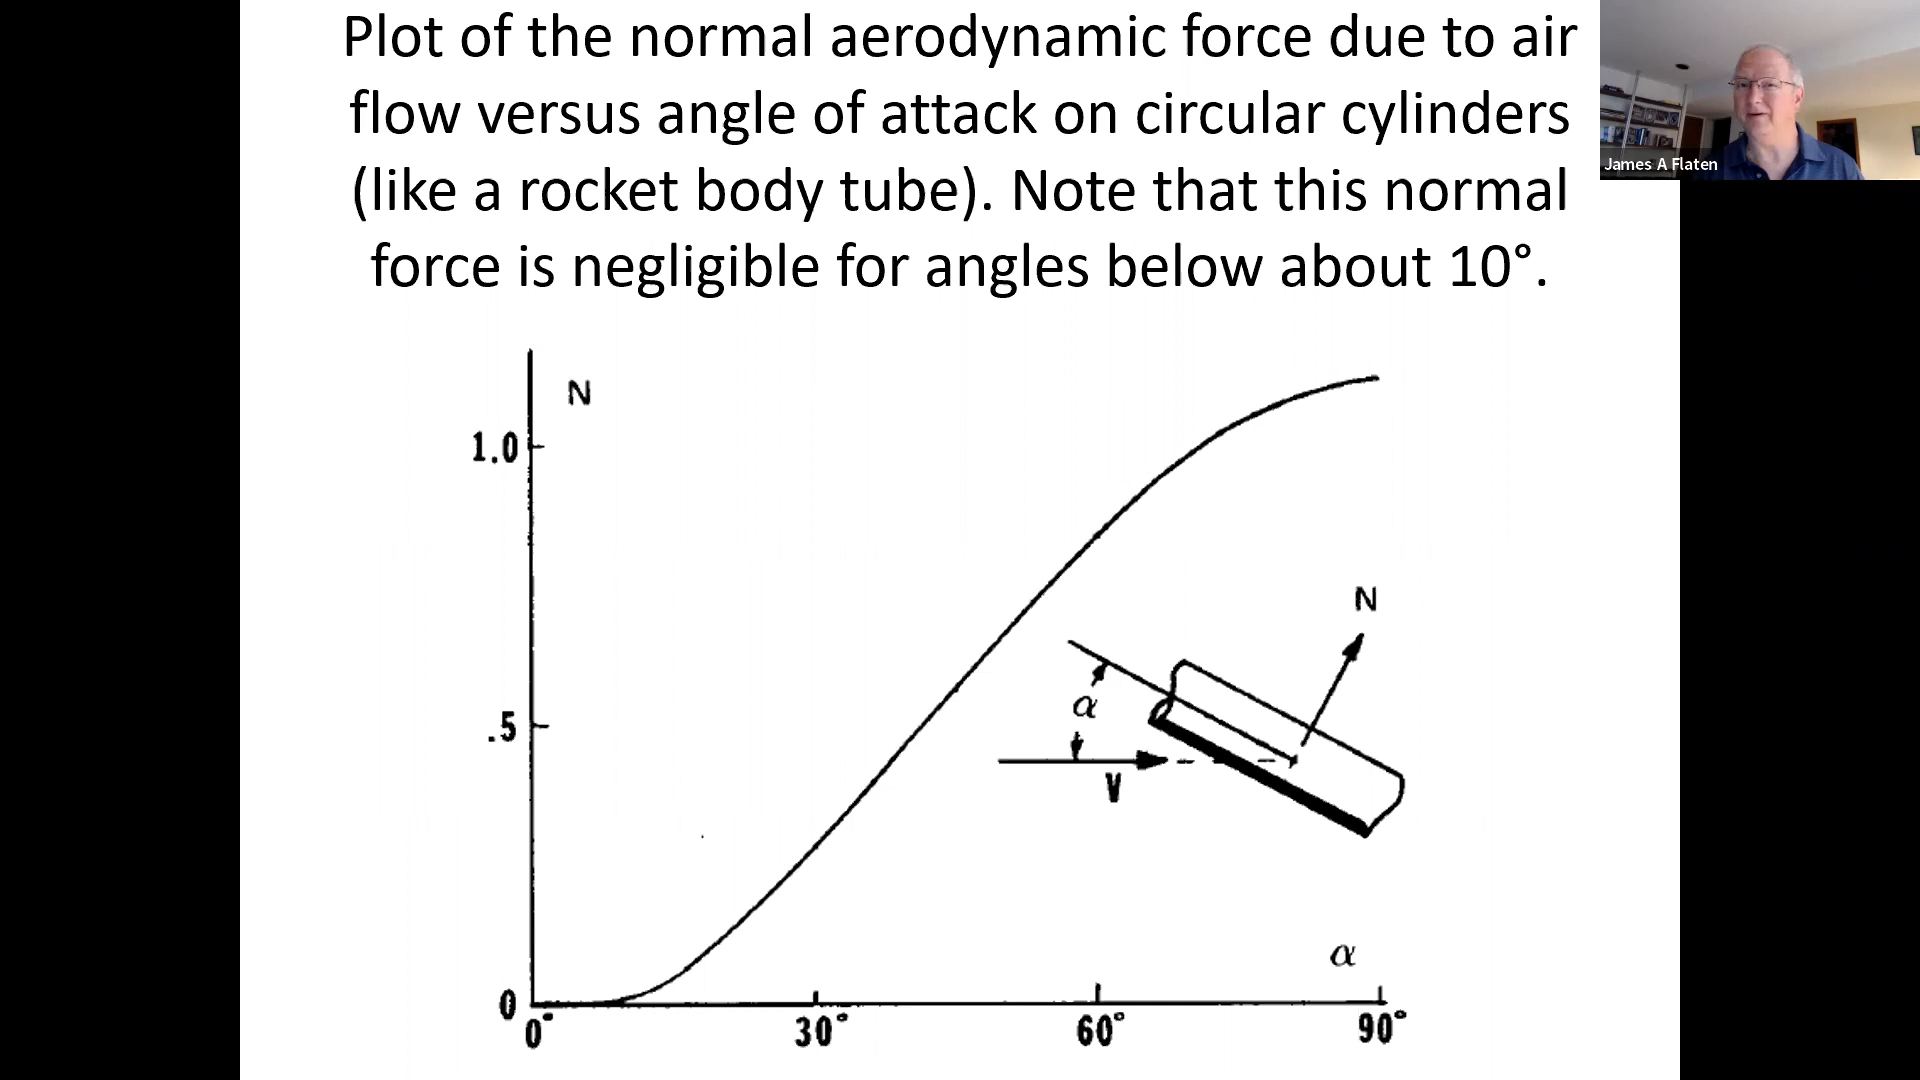 Plot of the normal aerodynamic force due to air
flow versus angle of attack on circular cylinders
(like a rocket body tube). Note that this normal
force is negligible for angles below about 10°.
James A Flaten
N
1.0
.5
0
0°
30°
60°
90°
α
N
α
V